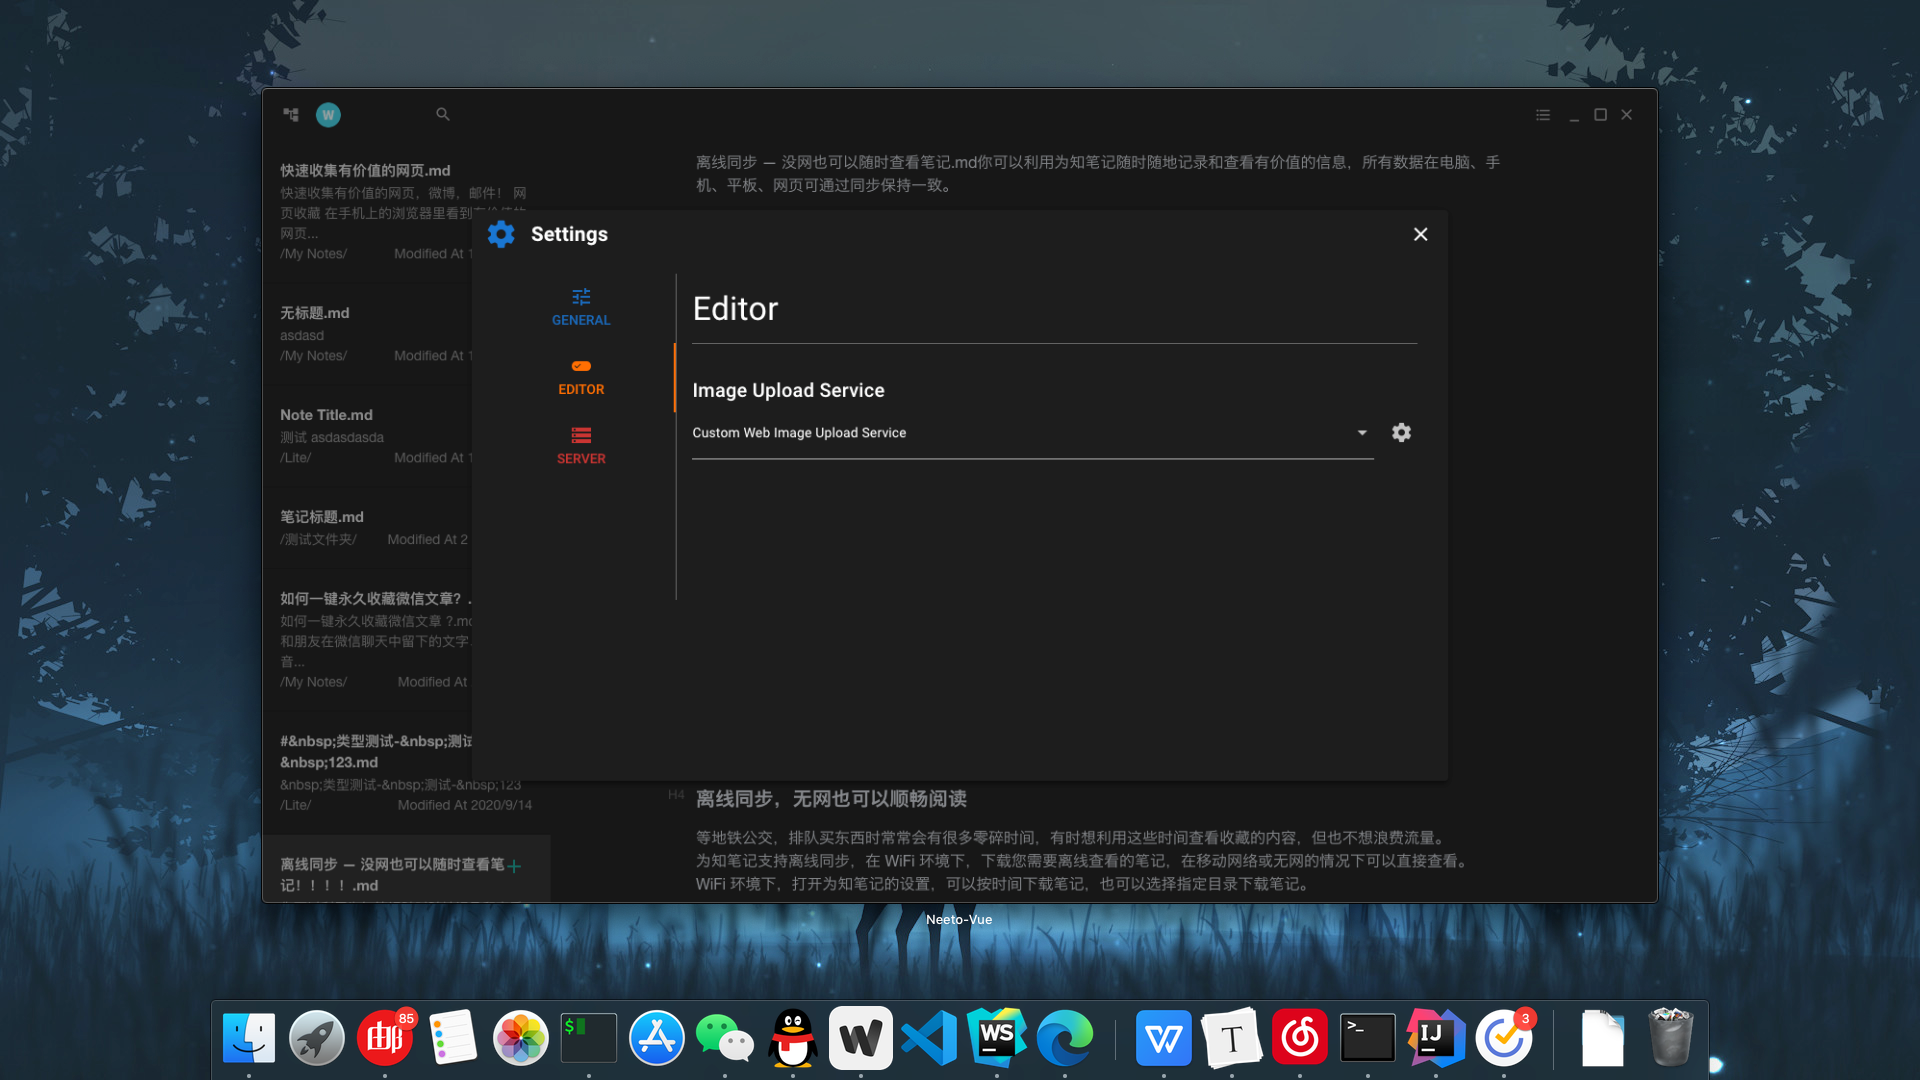 W
离线同步 — 没网也可以随时查看笔记.md你可以利用为知笔记随时随地记录和查看有价值的信息，所有数据在电脑、手
机、平板、网页可通过同步保持一致。
快速收集有价值的网页.md
快速收集有价值的网页，微博，邮件！ 网
页收藏 在手机上的浏览器里看到有价值的
网页...
/My Notes/ Modified At 1
无标题.md
asdasd
/My Notes/ Modified At 1
Note Title.md
测试 asdasdasda
/Lite/ Modified At 1
笔记标题.md
/测试文件夹/ Modified At 2
如何一键永久收藏微信文章？.
如何一键永久收藏微信文章 ?.md
和朋友在微信聊天中留下的文字
音...
/My Notes/ Modified At
#&nbsp;类型测试-&nbsp;测试
&nbsp;123.md
&nbsp;类型测试-&nbsp;测试-&nbsp;123
/Lite/ Modified At 2020/9/14
离线同步 — 没网也可以随时查看笔
记！！！！.md
Settings
GENERAL
EDITOR
SERVER
Editor
Image Upload Service
Custom Web Image Upload Service
H4 离线同步，无网也可以顺畅阅读
等地铁公交，排队买东西时常常会有很多零碎时间，有时想利用这些时间查看收藏的内容，但也不想浪费流量。
为知笔记支持离线同步，在 WiFi 环境下，下载您需要离线查看的笔记，在移动网络或无网的情况下可以直接查看。
WiFi 环境下，打开为知笔记的设置，可以按时间下载笔记，也可以选择指定目录下载笔记。
Neeto-Vue
邮 85
$
W
WS
W
T
>_
IJ
3